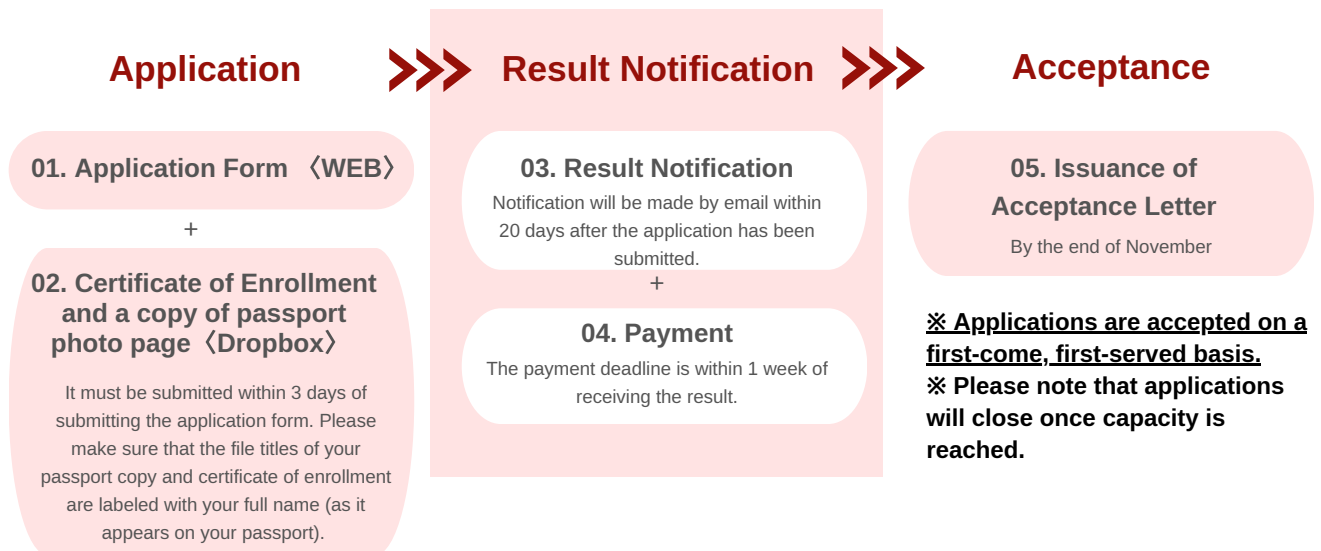 Application
01. Application Form 〈WEB〉
+
02. Certificate of Enrollment
and a copy of passport
photo page〈Dropbox〉
It must be submitted within 3 days of
submitting the application form. Please
make sure that the file titles of your
passport copy and certificate of enrollment
are labeled with your full name (as it
appears on your passport).
Result Notification
03. Result Notification
Notification will be made by email within
20 days after the application has been
submitted.
+
04. Payment
The payment deadline is within 1 week of
receiving the result.
Acceptance
05. Issuance of
Acceptance Letter
By the end of November
※ Applications are accepted on a
first-come, first-served basis.
※ Please note that applications
will close once capacity is
reached.